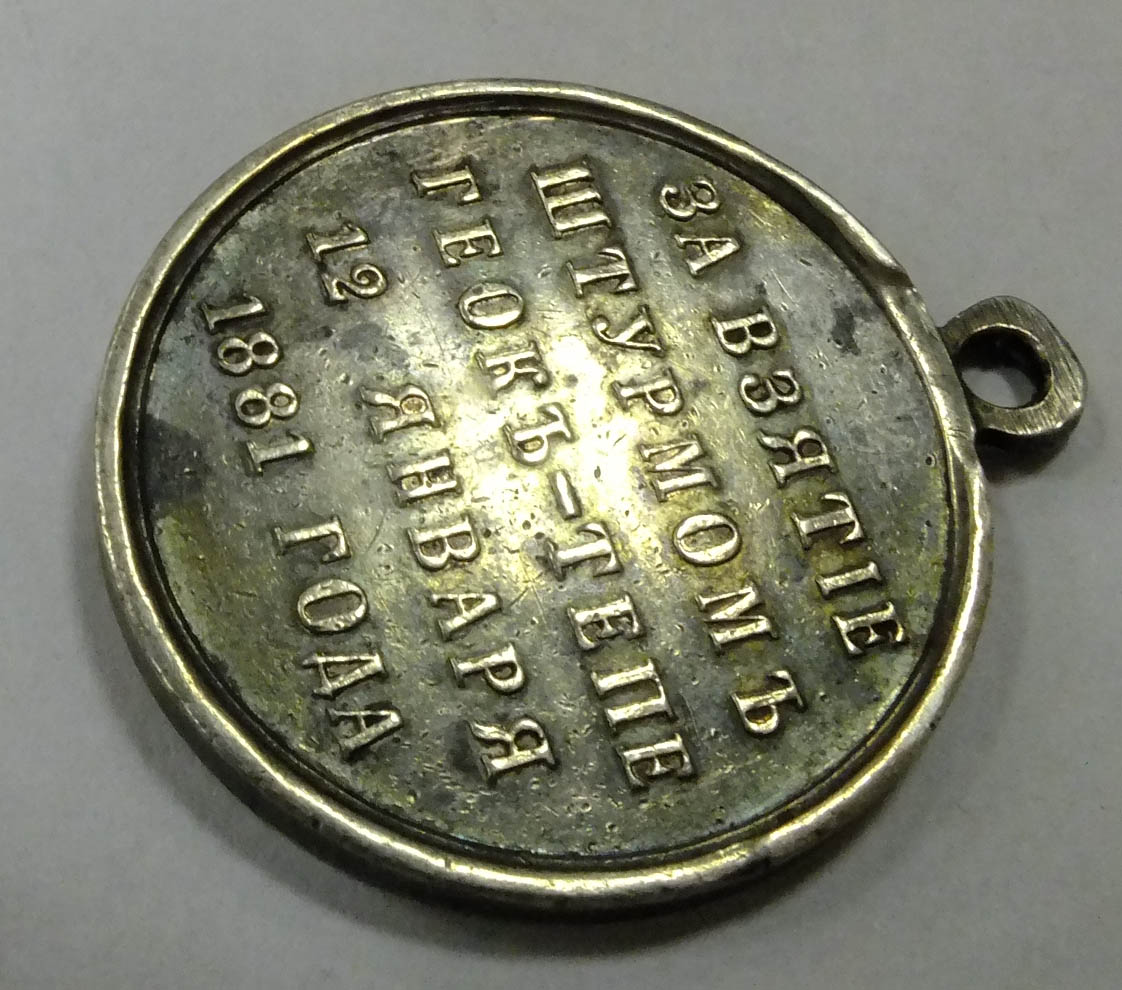 ЗА ВЗЯТІЕ
ШТУРМОМЪ
ГЕОКЪ-ТЕПЕ
12 ЯНВАРЯ
1881 ГОДА